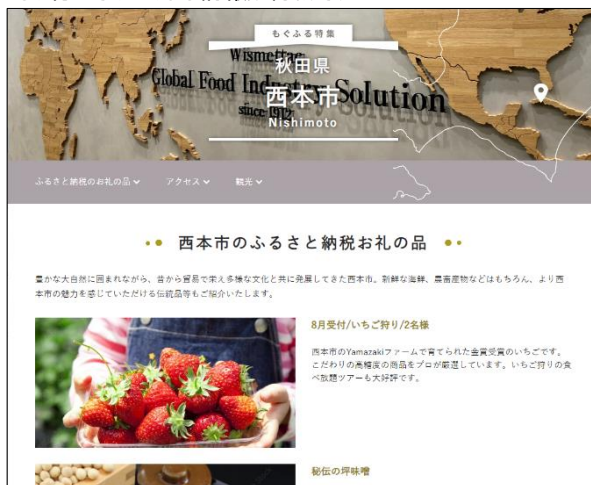 もぐふる特集
Wismettac
秋田県
Global Food Industry Solution
西本市
since 1912
Nishimoto
ふるさと納税のお礼の品
アクセス
観光
西本市のふるさと納税お礼の品
豊かな大自然に囲まれながら、昔から貿易で栄え多様な文化と共に発展してきた西本市。新鮮な海鮮、農畜産物などはもちろん、より西
本市の魅力を感じていただける伝統品等もご紹介いたします。
8月受付/いちご狩り/2名様
西本市のYamazakiファームで育てられた金賞受賞のいちごです。
こだわりの高糖度の商品をプロが厳選しています。いちご狩りの食
べ放題ツアーも大好評です。
秘伝の坪味噌